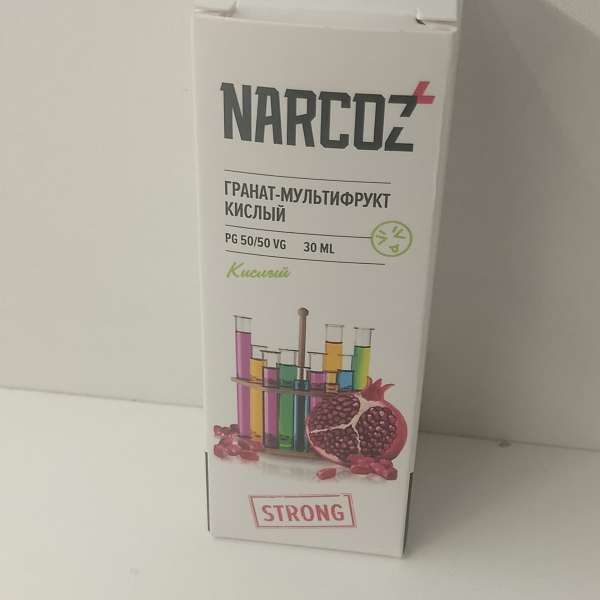 NARCOZ+
ГРАНАТ-МУЛЬТИФРУКТ
КИСЛЫЙ
PG 50/50 VG 30 ML
Кислый
STRONG